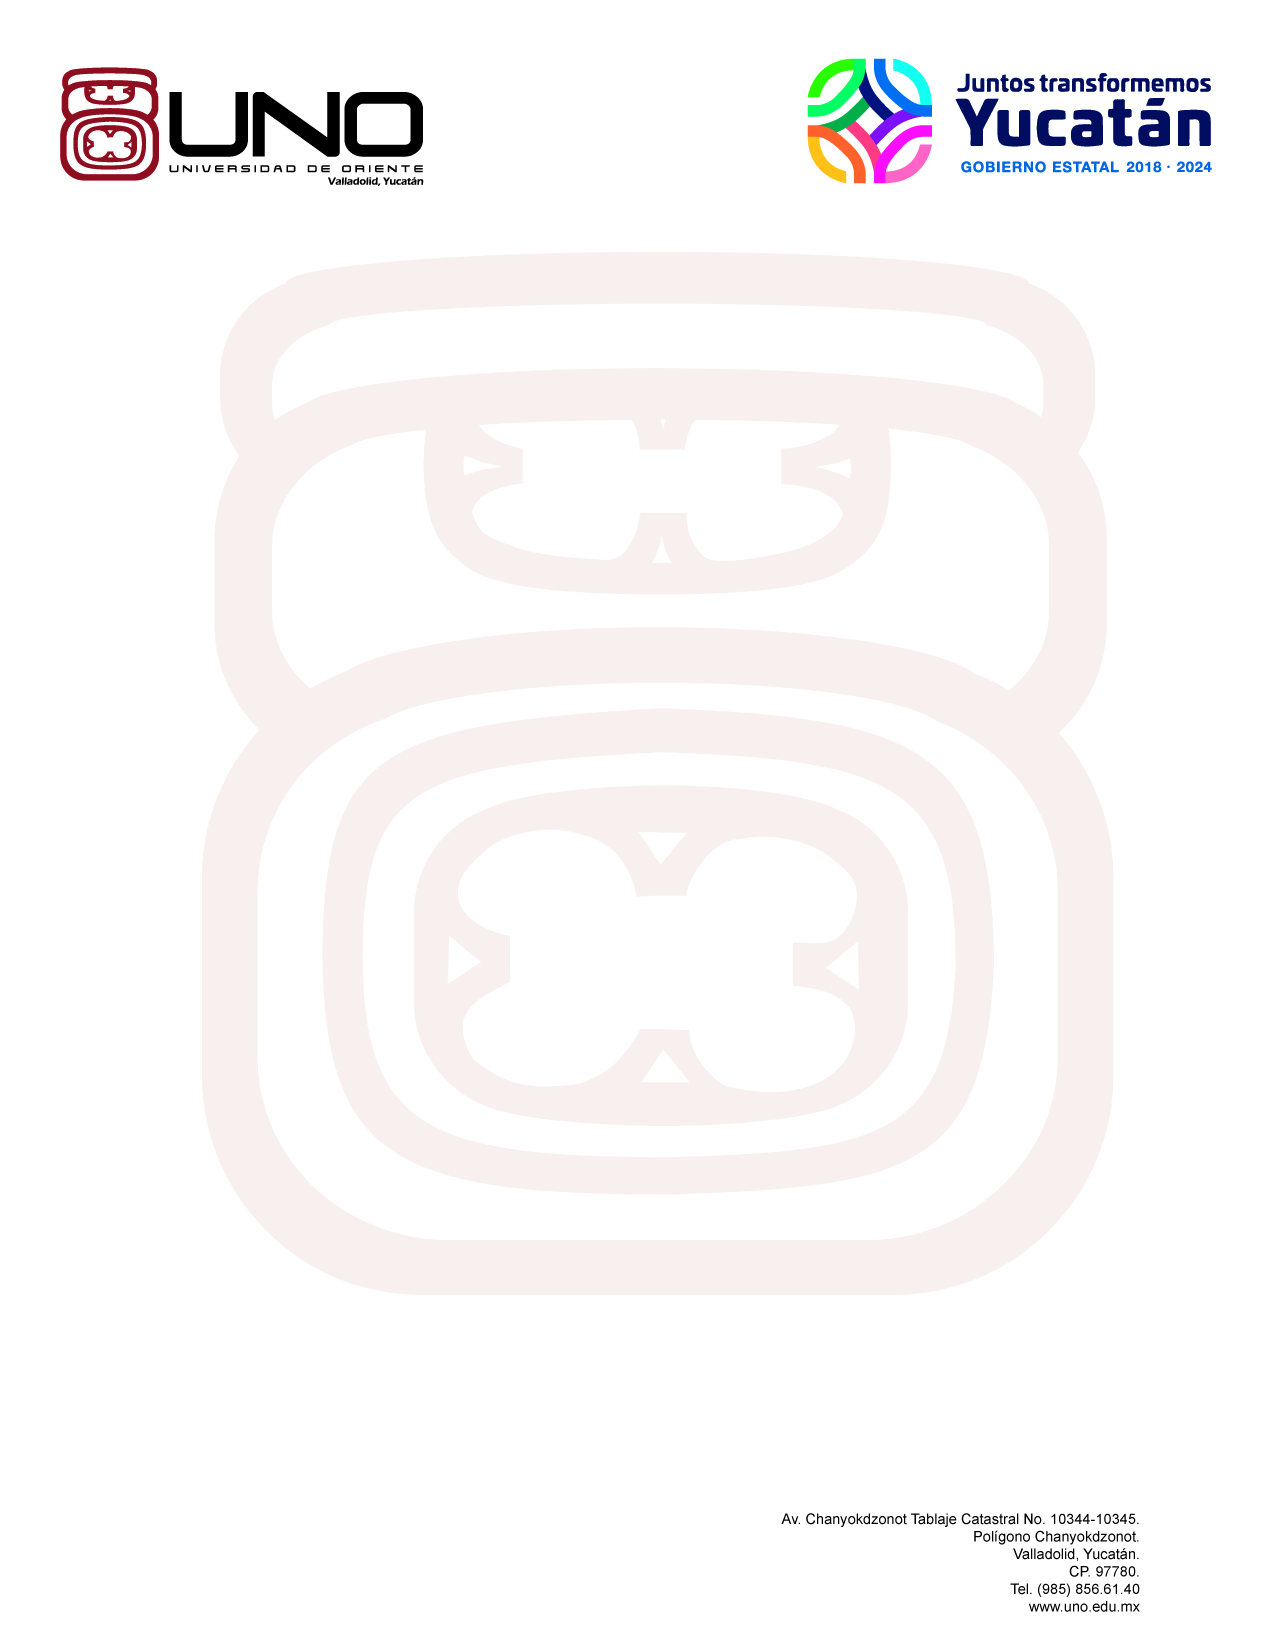 UNO
UNIVERSIDAD DE ORIENTE
Valladolid, Yucatán
Juntos transformemos
Yucatán
GOBIERNO ESTATAL 2018 · 2024
Av. Chanyokdzonot Tablaje Catastral No. 10344-10345.
Polígono Chanyokdzonot.
Valladolid, Yucatán.
CP. 97780.
Tel. (985) 856.61.40
www.uno.edu.mx